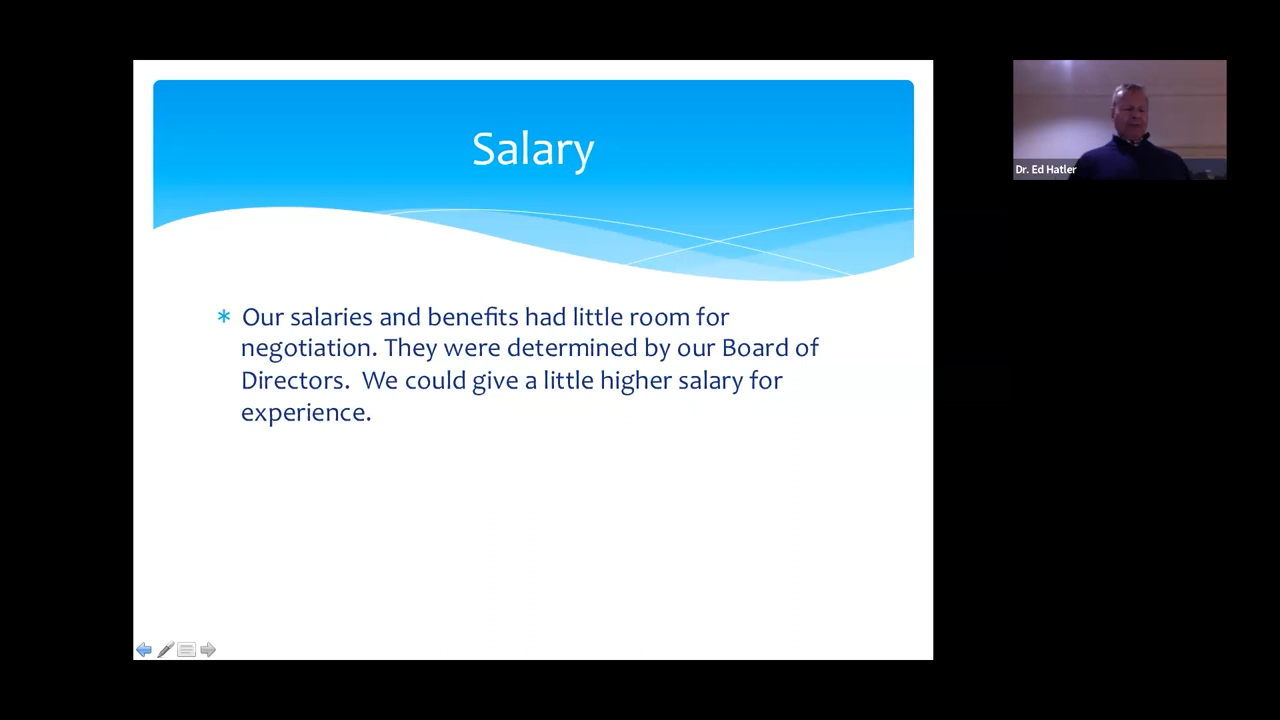 Salary
* Our salaries and benefits had little room for
negotiation. They were determined by our Board of
Directors.  We could give a little higher salary for
experience.
Dr. Ed Hatler